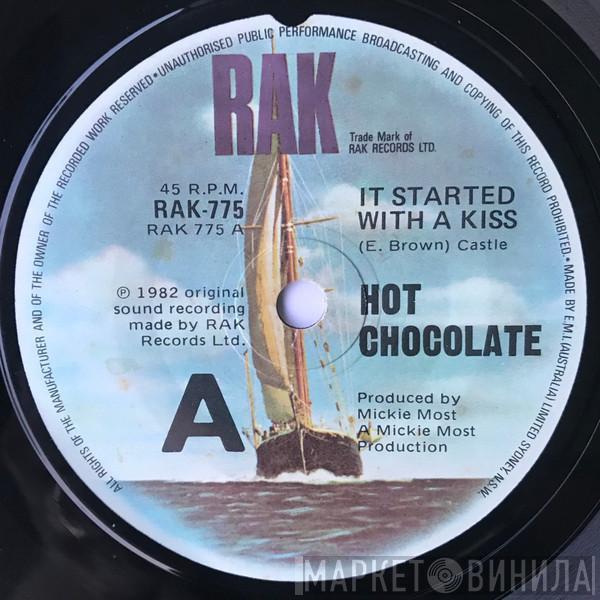 ALL RIGHTS OF THE MANUFACTURER AND OF THE OWNER OF THE RECORDED WORK RESERVED • UNAUTHORISED PUBLIC PERFORMANCE BROADCASTING AND COPYING OF THIS RECORD PROHIBITED. • MADE BY E.M.I. (AUSTRALIA) LIMITED SYDNEY, N.S.W.
RAK
Trade Mark of
RAK RECORDS LTD.
45 R.P.M.
RAK-775
RAK 775 A
IT STARTED
WITH A KISS
(E. Brown) Castle
℗ 1982 original
sound recording
made by RAK
Records Ltd.
HOT
CHOCOLATE
A
Produced by
Mickie Most
A Mickie Most
Production
МАРКЕТ ВИНИЛА